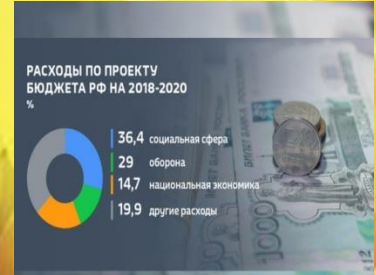 РАСХОДЫ ПО ПРОЕКТУ
БЮДЖЕТА РФ НА 2018-2020
%
36,4 социальная сфера
29 оборона
14,7 национальная экономика
19,9 другие расходы
1000